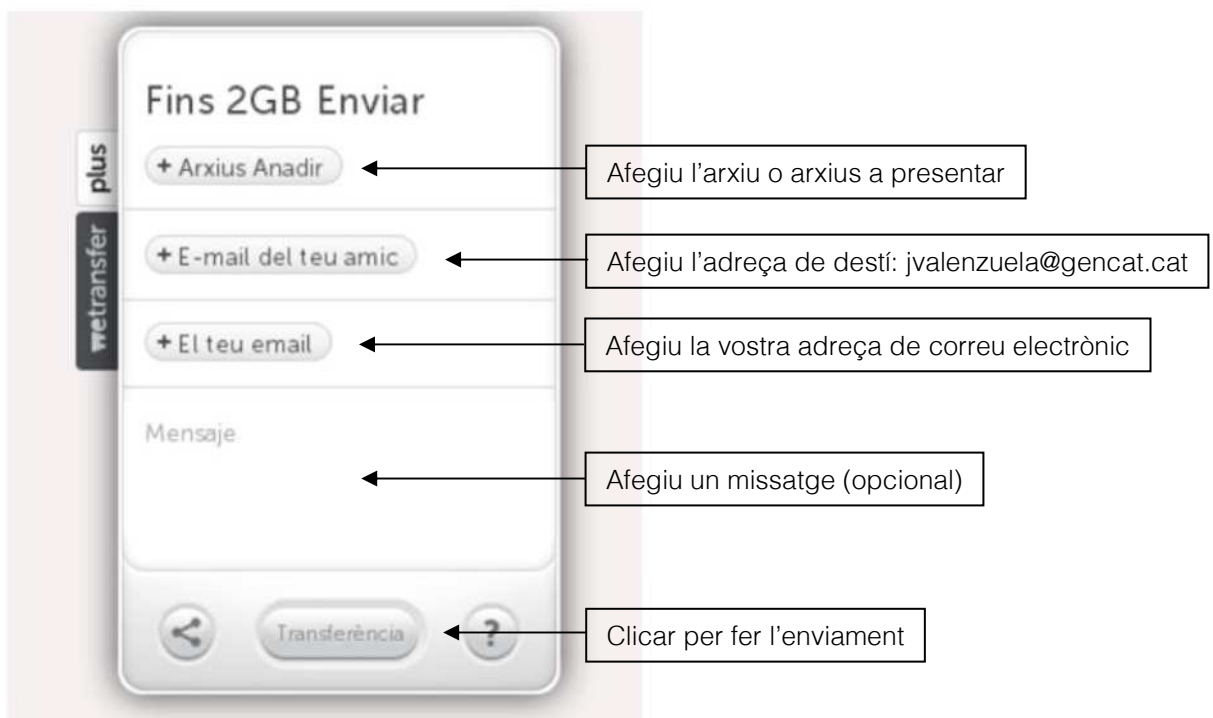 Fins 2GB Enviar
plus
wetransfer
+ Arxius Anadir
Afegiu l'arxiu o arxius a presentar
+ E-mail del teu amic
Afegiu l'adreça de destí: jvalenzuela@gencat.cat
+ El teu email
Afegiu la vostra adreça de correu electrònic
Mensaje
Afegiu un missatge (opcional)
Transferència
?
Clicar per fer l'enviament